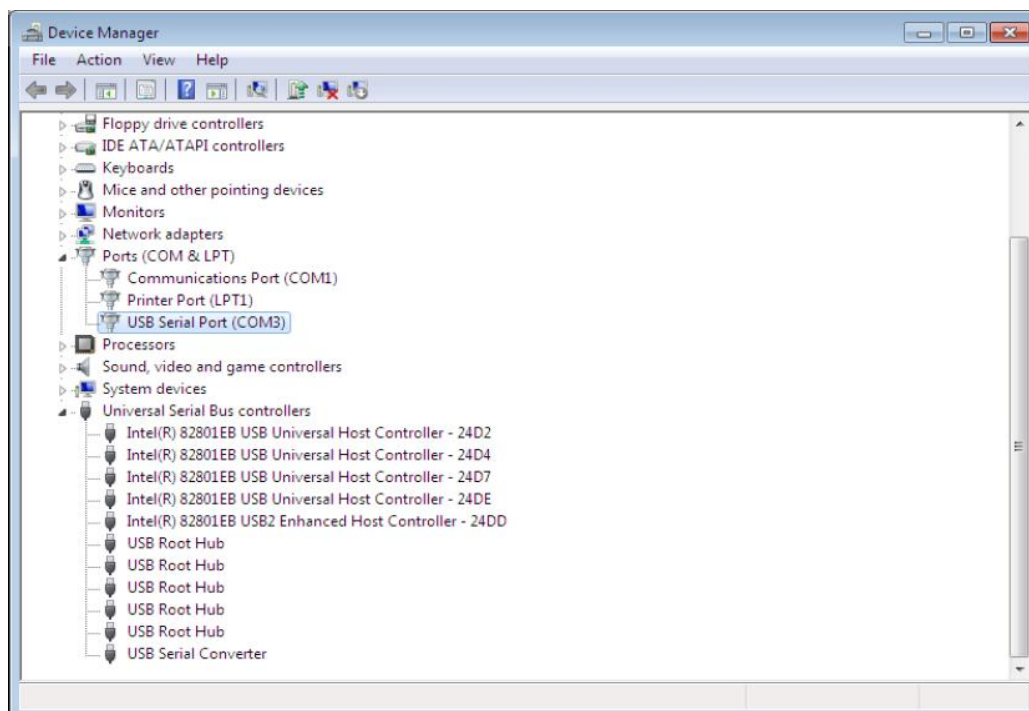 Device Manager
File Action View Help
Floppy drive controllers
IDE ATA/ATAPI controllers
Keyboards
Mice and other pointing devices
Monitors
Network adapters
Ports (COM & LPT)
Communications Port (COM1)
Printer Port (LPT1)
USB Serial Port (COM3)
Processors
Sound, video and game controllers
System devices
Universal Serial Bus controllers
Intel(R) 82801EB USB Universal Host Controller - 24D2
Intel(R) 82801EB USB Universal Host Controller - 24D4
Intel(R) 82801EB USB Universal Host Controller - 24D7
Intel(R) 82801EB USB Universal Host Controller - 24DE
Intel(R) 82801EB USB2 Enhanced Host Controller - 24DD
USB Root Hub
USB Root Hub
USB Root Hub
USB Root Hub
USB Root Hub
USB Serial Converter